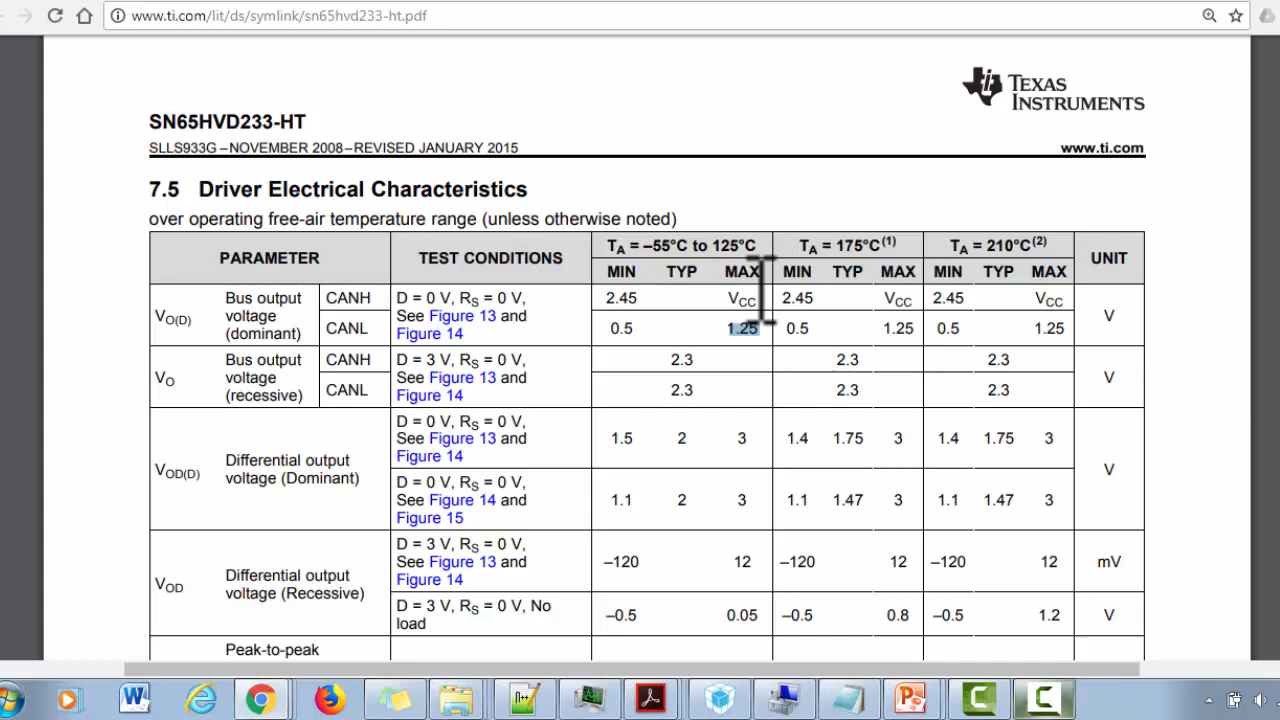 www.ti.com/lit/ds/symlink/sn65hvd233-ht.pdf
TEXAS
INSTRUMENTS
SN65HVD233-HT
SLLS933G –NOVEMBER 2008–REVISED JANUARY 2015
www.ti.com
7.5 Driver Electrical Characteristics
over operating free-air temperature range (unless otherwise noted)
PARAMETER TEST CONDITIONS TA = –55°C to 125°C TA = 175°C(1) TA = 210°C(2) UNIT
MIN TYP MAX MIN TYP MAX MIN TYP MAX
VO(D) Bus output voltage (dominant) CANH D = 0 V, RS = 0 V, See Figure 13 and Figure 14 2.45 VCC 2.45 VCC 2.45 VCC V
CANL 0.5 1.25 0.5 1.25 0.5 1.25
VO Bus output voltage (recessive) CANH D = 3 V, RS = 0 V, See Figure 13 and Figure 14 2.3 2.3 2.3 V
CANL 2.3 2.3 2.3
VOD(D) Differential output voltage (Dominant) D = 0 V, RS = 0 V, See Figure 13 and Figure 14 1.5 2 3 1.4 1.75 3 1.4 1.75 3 V
D = 0 V, RS = 0 V, See Figure 14 and Figure 15 1.1 2 3 1.1 1.47 3 1.1 1.47 3
VOD Differential output voltage (Recessive) D = 3 V, RS = 0 V, See Figure 13 and Figure 14 –120 12 –120 12 –120 12 mV
D = 3 V, RS = 0 V, No load –0.5 0.05 –0.5 0.8 –0.5 1.2 V
Peak-to-peak